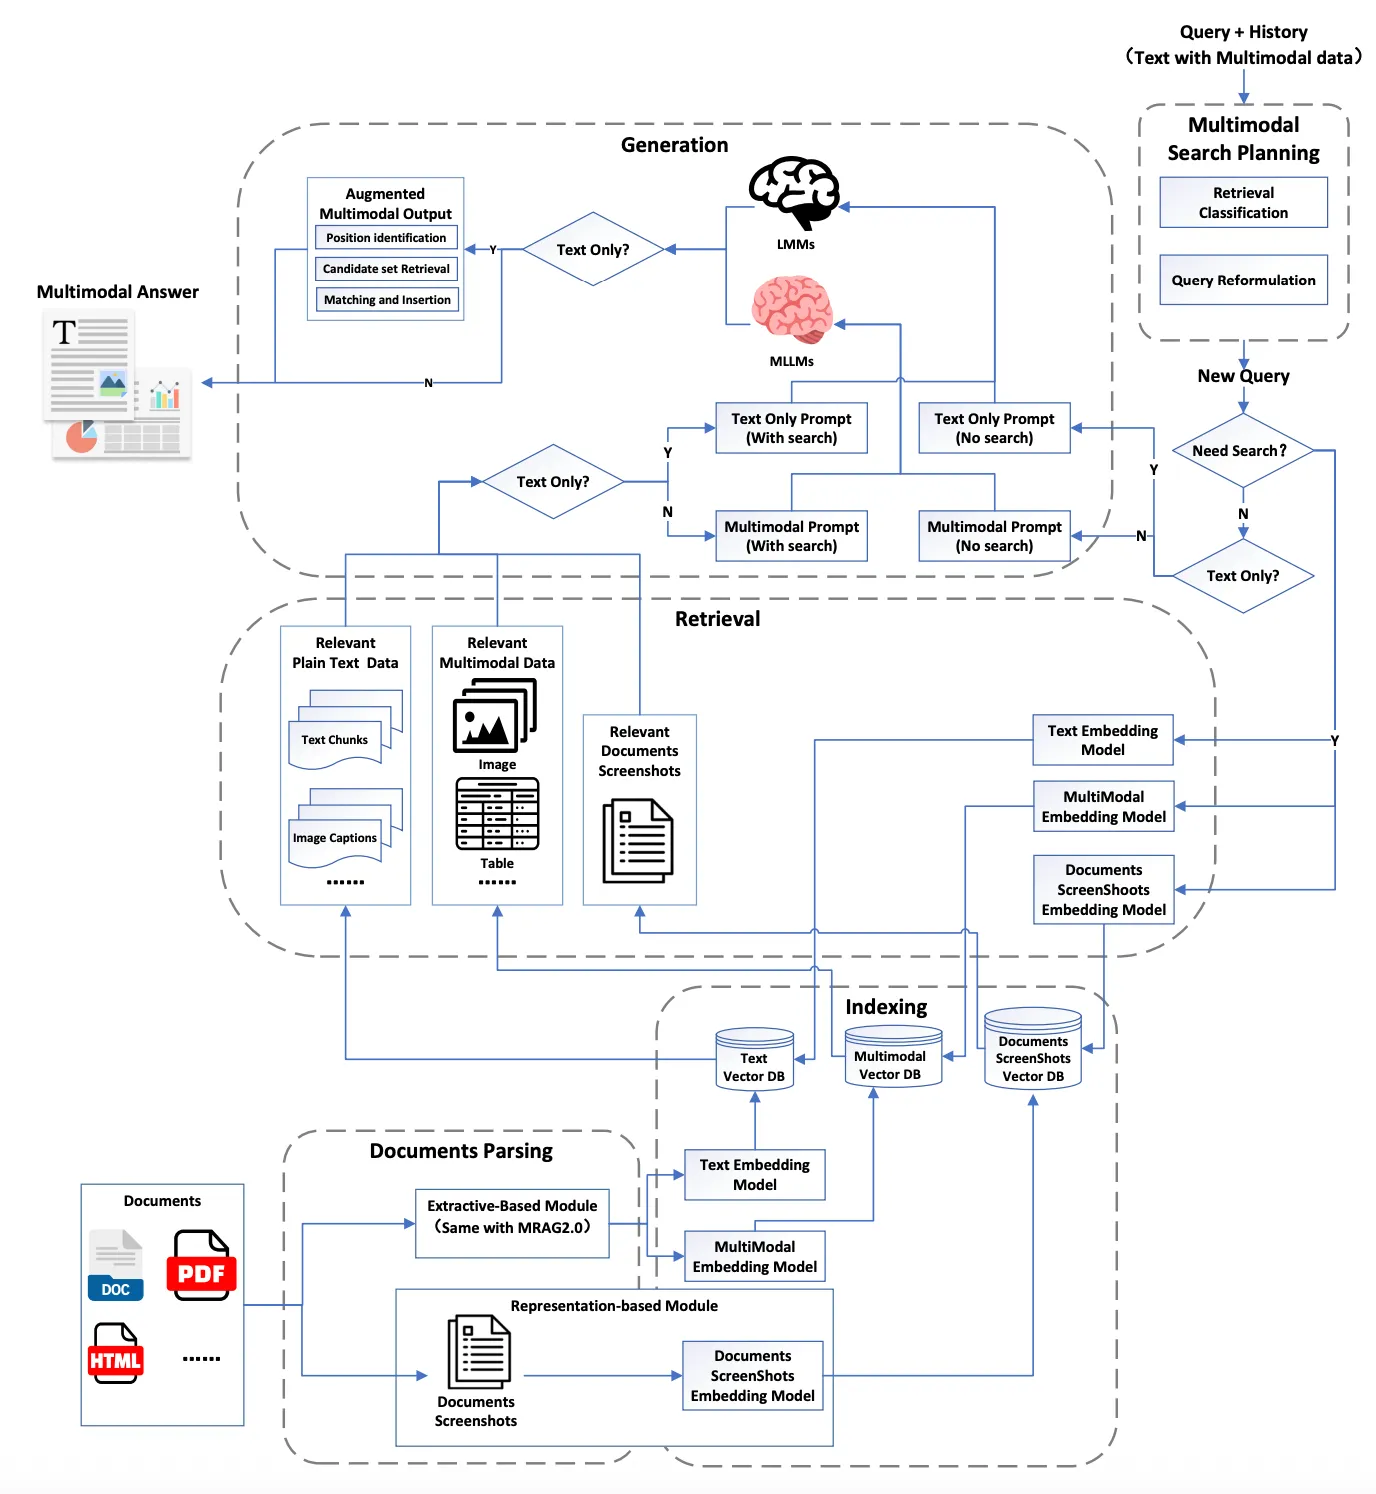 Query + History
（Text with Multimodal data）
Multimodal
Search Planning
Retrieval
Classification
Query Reformulation
New Query
Need Search?
N
Text Only?
Y
N
Y
Generation
Augmented
Multimodal Output
Position identification
Candidate set Retrieval
Matching and Insertion
Y
Text Only?
N
LMMs
MLLMs
Multimodal Answer
T
Text Only Prompt
(With search)
Text Only Prompt
(No search)
Text Only?
Y
N
Multimodal Prompt
(With search)
Multimodal Prompt
(No search)
Retrieval
Relevant
Plain Text Data
Text Chunks
Image Captions
......
Relevant
Multimodal Data
Image
Table
......
Relevant
Documents
Screenshots
Text Embedding
Model
MultiModal
Embedding Model
Documents
ScreenShoots
Embedding Model
Indexing
Text
Vector DB
Multimodal
Vector DB
Documents
ScreenShots
Vector DB
Text Embedding
Model
MultiModal
Embedding Model
Documents Parsing
Extractive-Based Module
（Same with MRAG2.0）
Representation-based Module
Documents
Screenshots
Documents
ScreenShots
Embedding Model
Documents
DOC
PDF
HTML
......